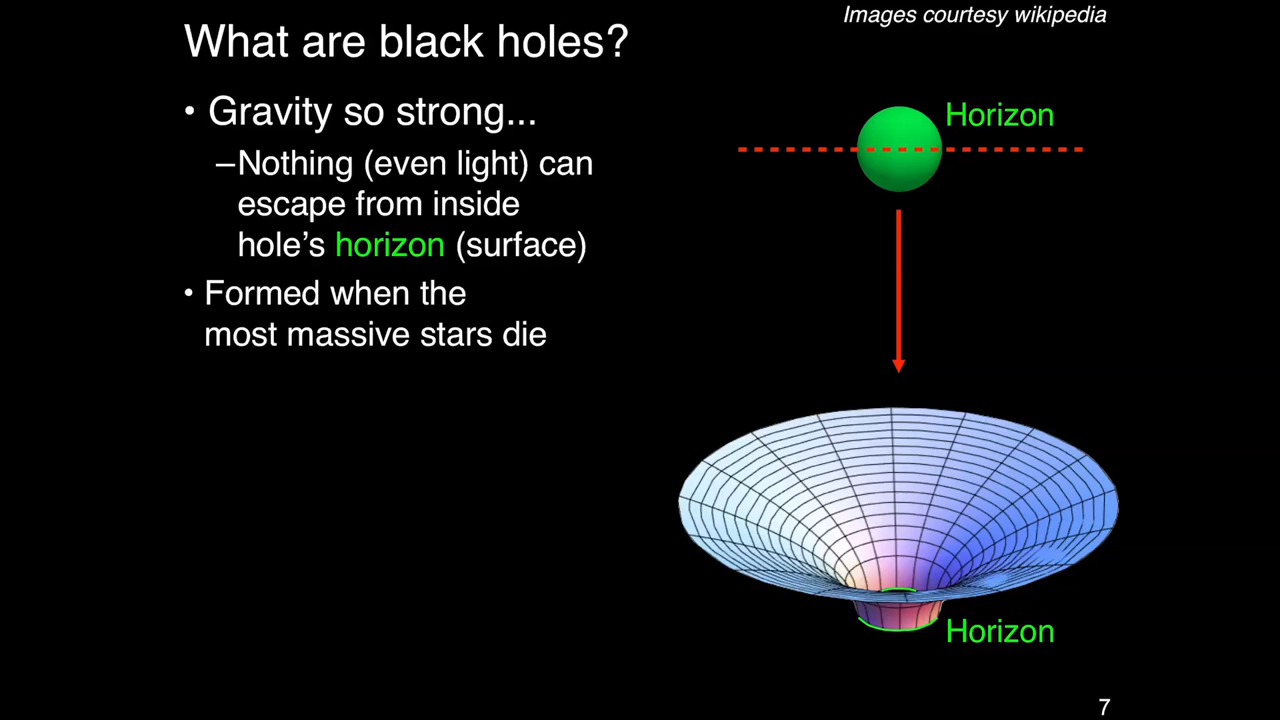 Images courtesy wikipedia
What are black holes?
• Gravity so strong...
–Nothing (even light) can
escape from inside
hole’s horizon (surface)
• Formed when the
most massive stars die
Horizon
Horizon
7